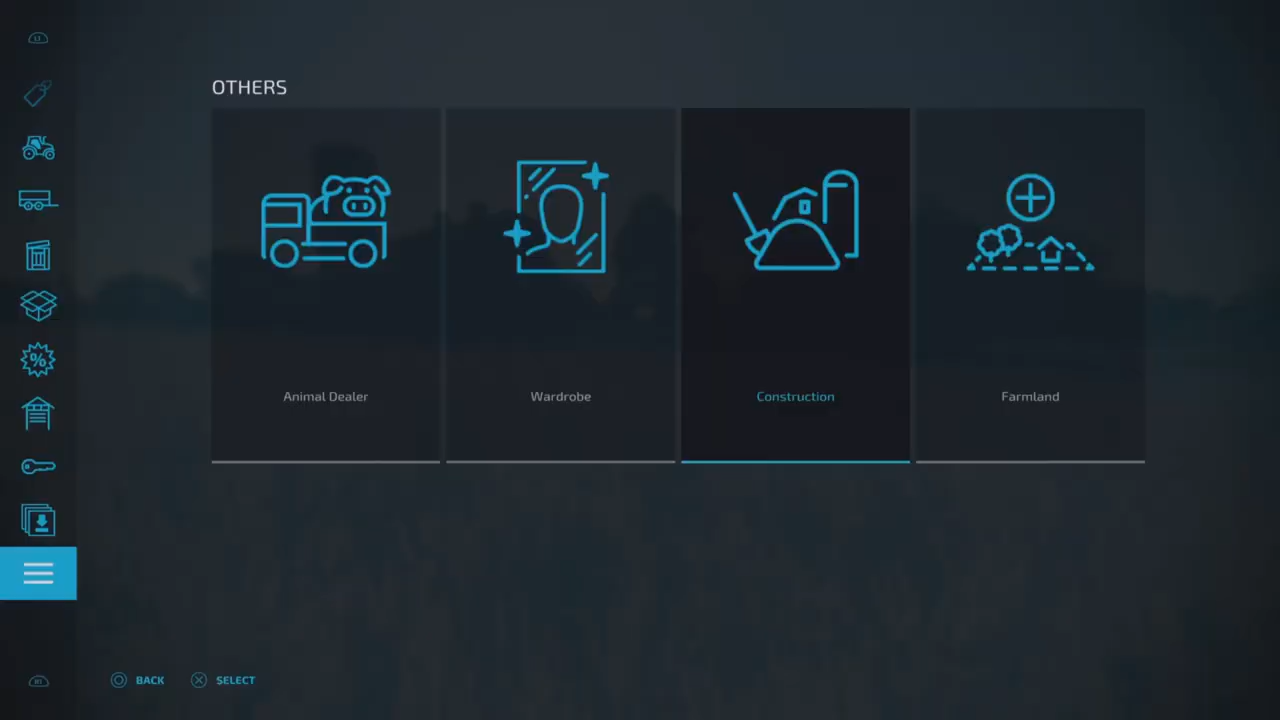 OTHERS
Animal Dealer
Wardrobe
Construction
Farmland
BACK
SELECT